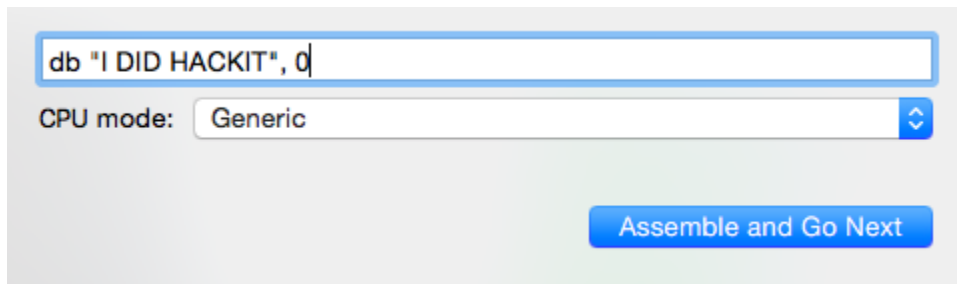 db "I DID HACKIT", 0
CPU mode: Generic
Assemble and Go Next